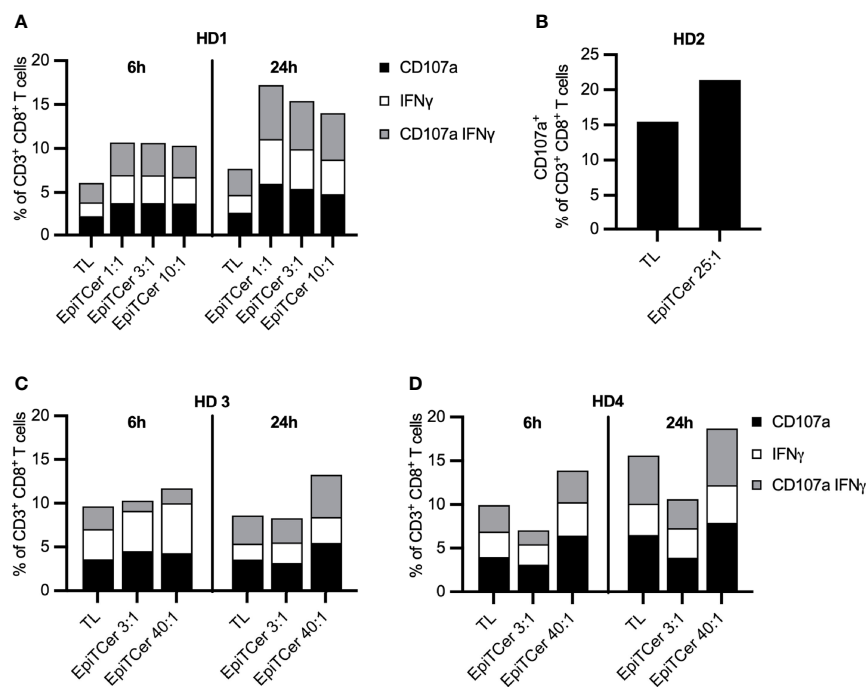 A
HD1
6h
24h
% of CD3⁺ CD8⁺ T cells
20
15
10
5
0
TL
EpiTCer 1:1
EpiTCer 3:1
EpiTCer 10:1
TL
EpiTCer 1:1
EpiTCer 3:1
EpiTCer 10:1
CD107a
IFNγ
CD107a IFNγ
B
HD2
CD107a⁺
% of CD3⁺ CD8⁺ T cells
25
20
15
10
5
0
TL
EpiTCer 25:1
C
HD 3
6h
24h
% of CD3⁺ CD8⁺ T cells
20
15
10
5
0
TL
EpiTCer 3:1
EpiTCer 40:1
TL
EpiTCer 3:1
EpiTCer 40:1
D
HD4
6h
24h
% of CD3⁺ CD8⁺ T cells
20
15
10
5
0
TL
EpiTCer 3:1
EpiTCer 40:1
TL
EpiTCer 3:1
EpiTCer 40:1
CD107a
IFNγ
CD107a IFNγ